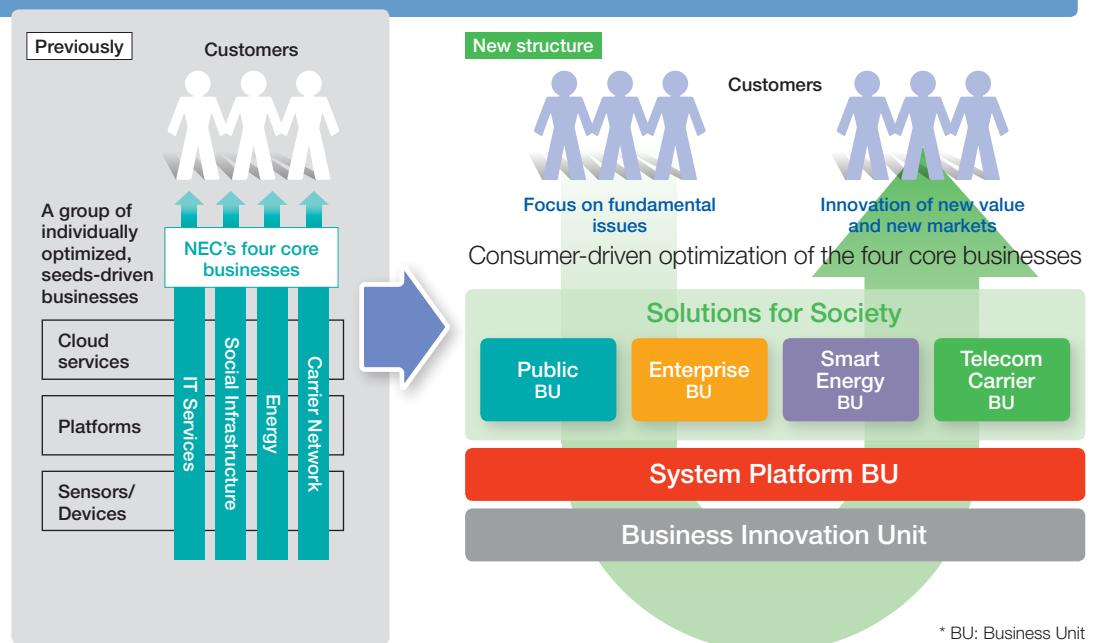 Previously
Customers
A group of
individually
optimized,
seeds-driven
businesses
NEC's four core
businesses
Cloud
services
Platforms
Sensors/
Devices
IT Services
Social Infrastructure
Energy
Carrier Network
New structure
Customers
Focus on fundamental
issues
Innovation of new value
and new markets
Consumer-driven optimization of the four core businesses
Solutions for Society
Public
BU
Enterprise
BU
Smart
Energy
BU
Telecom
Carrier
BU
System Platform BU
Business Innovation Unit
* BU: Business Unit